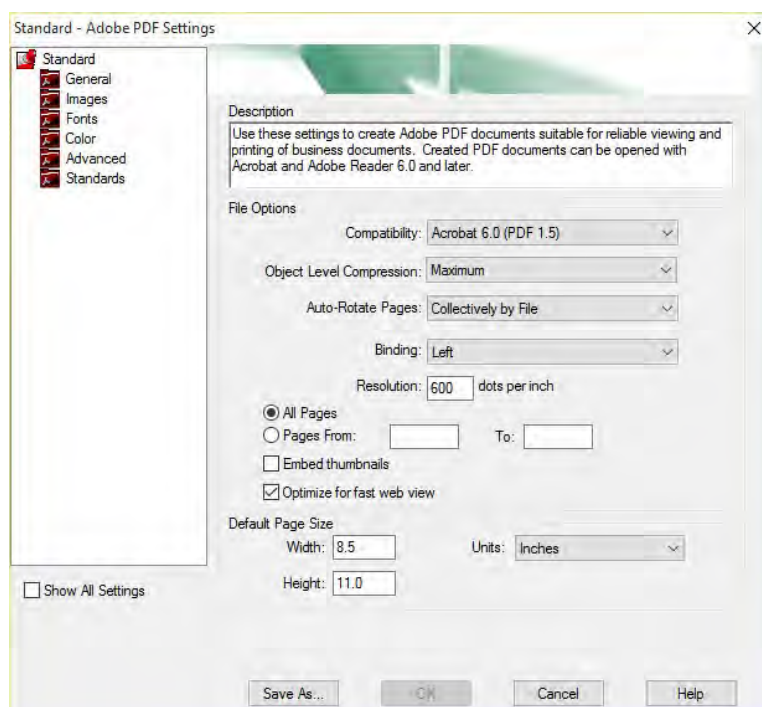 Standard - Adobe PDF Settings
Standard
General
Images
Fonts
Color
Advanced
Standards
Show All Settings
Description
Use these settings to create Adobe PDF documents suitable for reliable viewing and
printing of business documents. Created PDF documents can be opened with
Acrobat and Adobe Reader 6.0 and later.
File Options
Compatibility: Acrobat 6.0 (PDF 1.5)
Object Level Compression: Maximum
Auto-Rotate Pages: Collectively by File
Binding: Left
Resolution: 600 dots per inch
All Pages
Pages From: To:
Embed thumbnails
Optimize for fast web view
Default Page Size
Width: 8.5 Units: Inches
Height: 11.0
Save As... OK Cancel Help